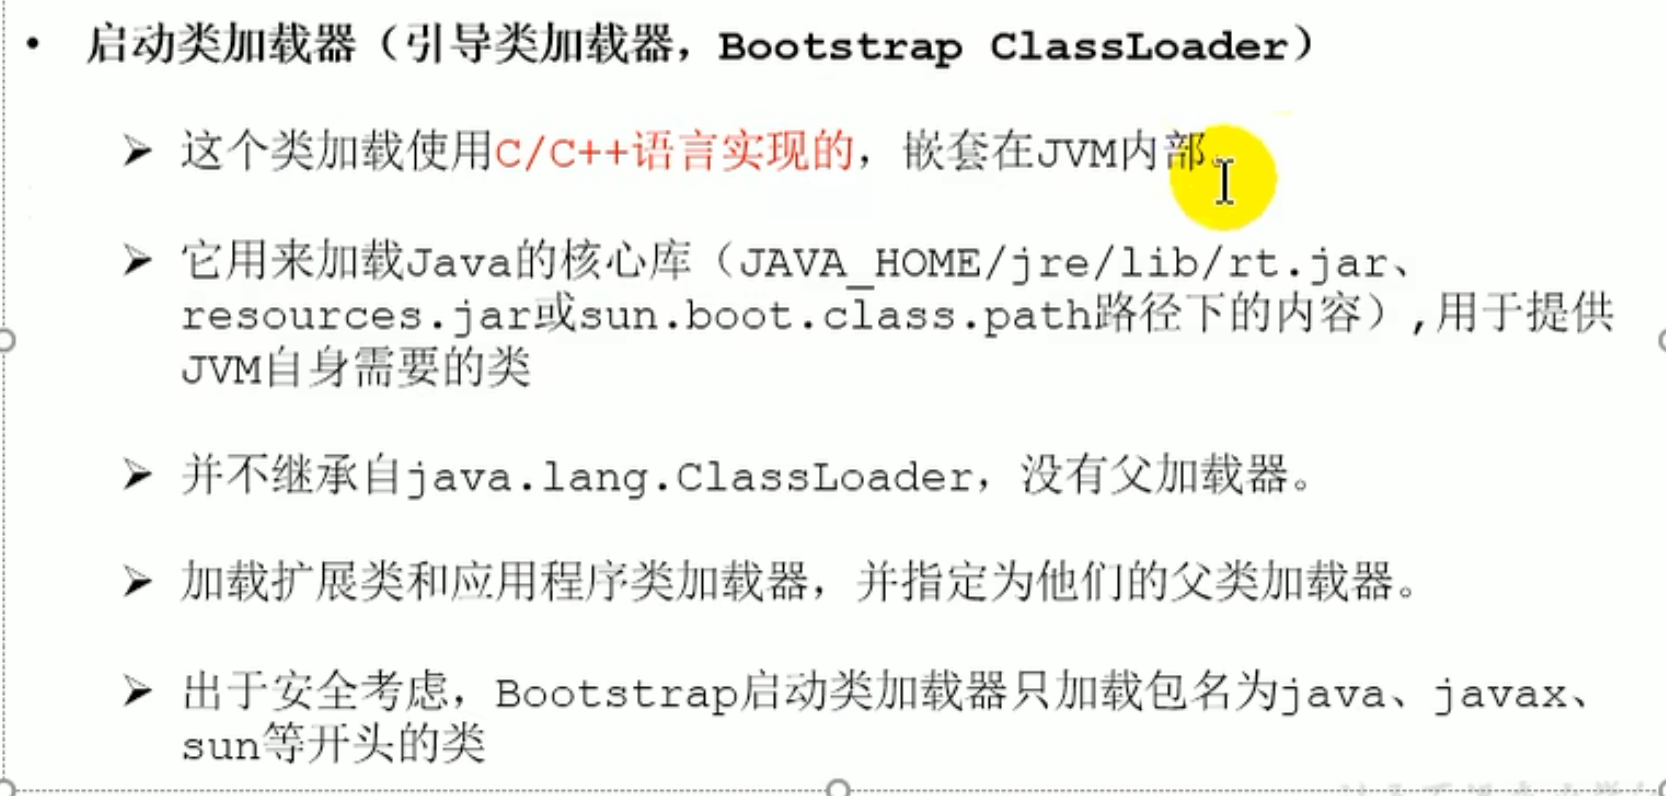 • 启动类加载器（引导类加载器，Bootstrap ClassLoader）
➢ 这个类加载使用C/C++语言实现的，嵌套在JVM内部。
➢ 它用来加载Java的核心库（JAVA_HOME/jre/lib/rt.jar、
resources.jar或sun.boot.class.path路径下的内容）,用于提供
JVM自身需要的类
➢ 并不继承自java.lang.ClassLoader，没有父加载器。
➢ 加载扩展类和应用程序类加载器，并指定为他们的父类加载器。
➢ 出于安全考虑，Bootstrap启动类加载器只加载包名为java、javax、
sun等开头的类